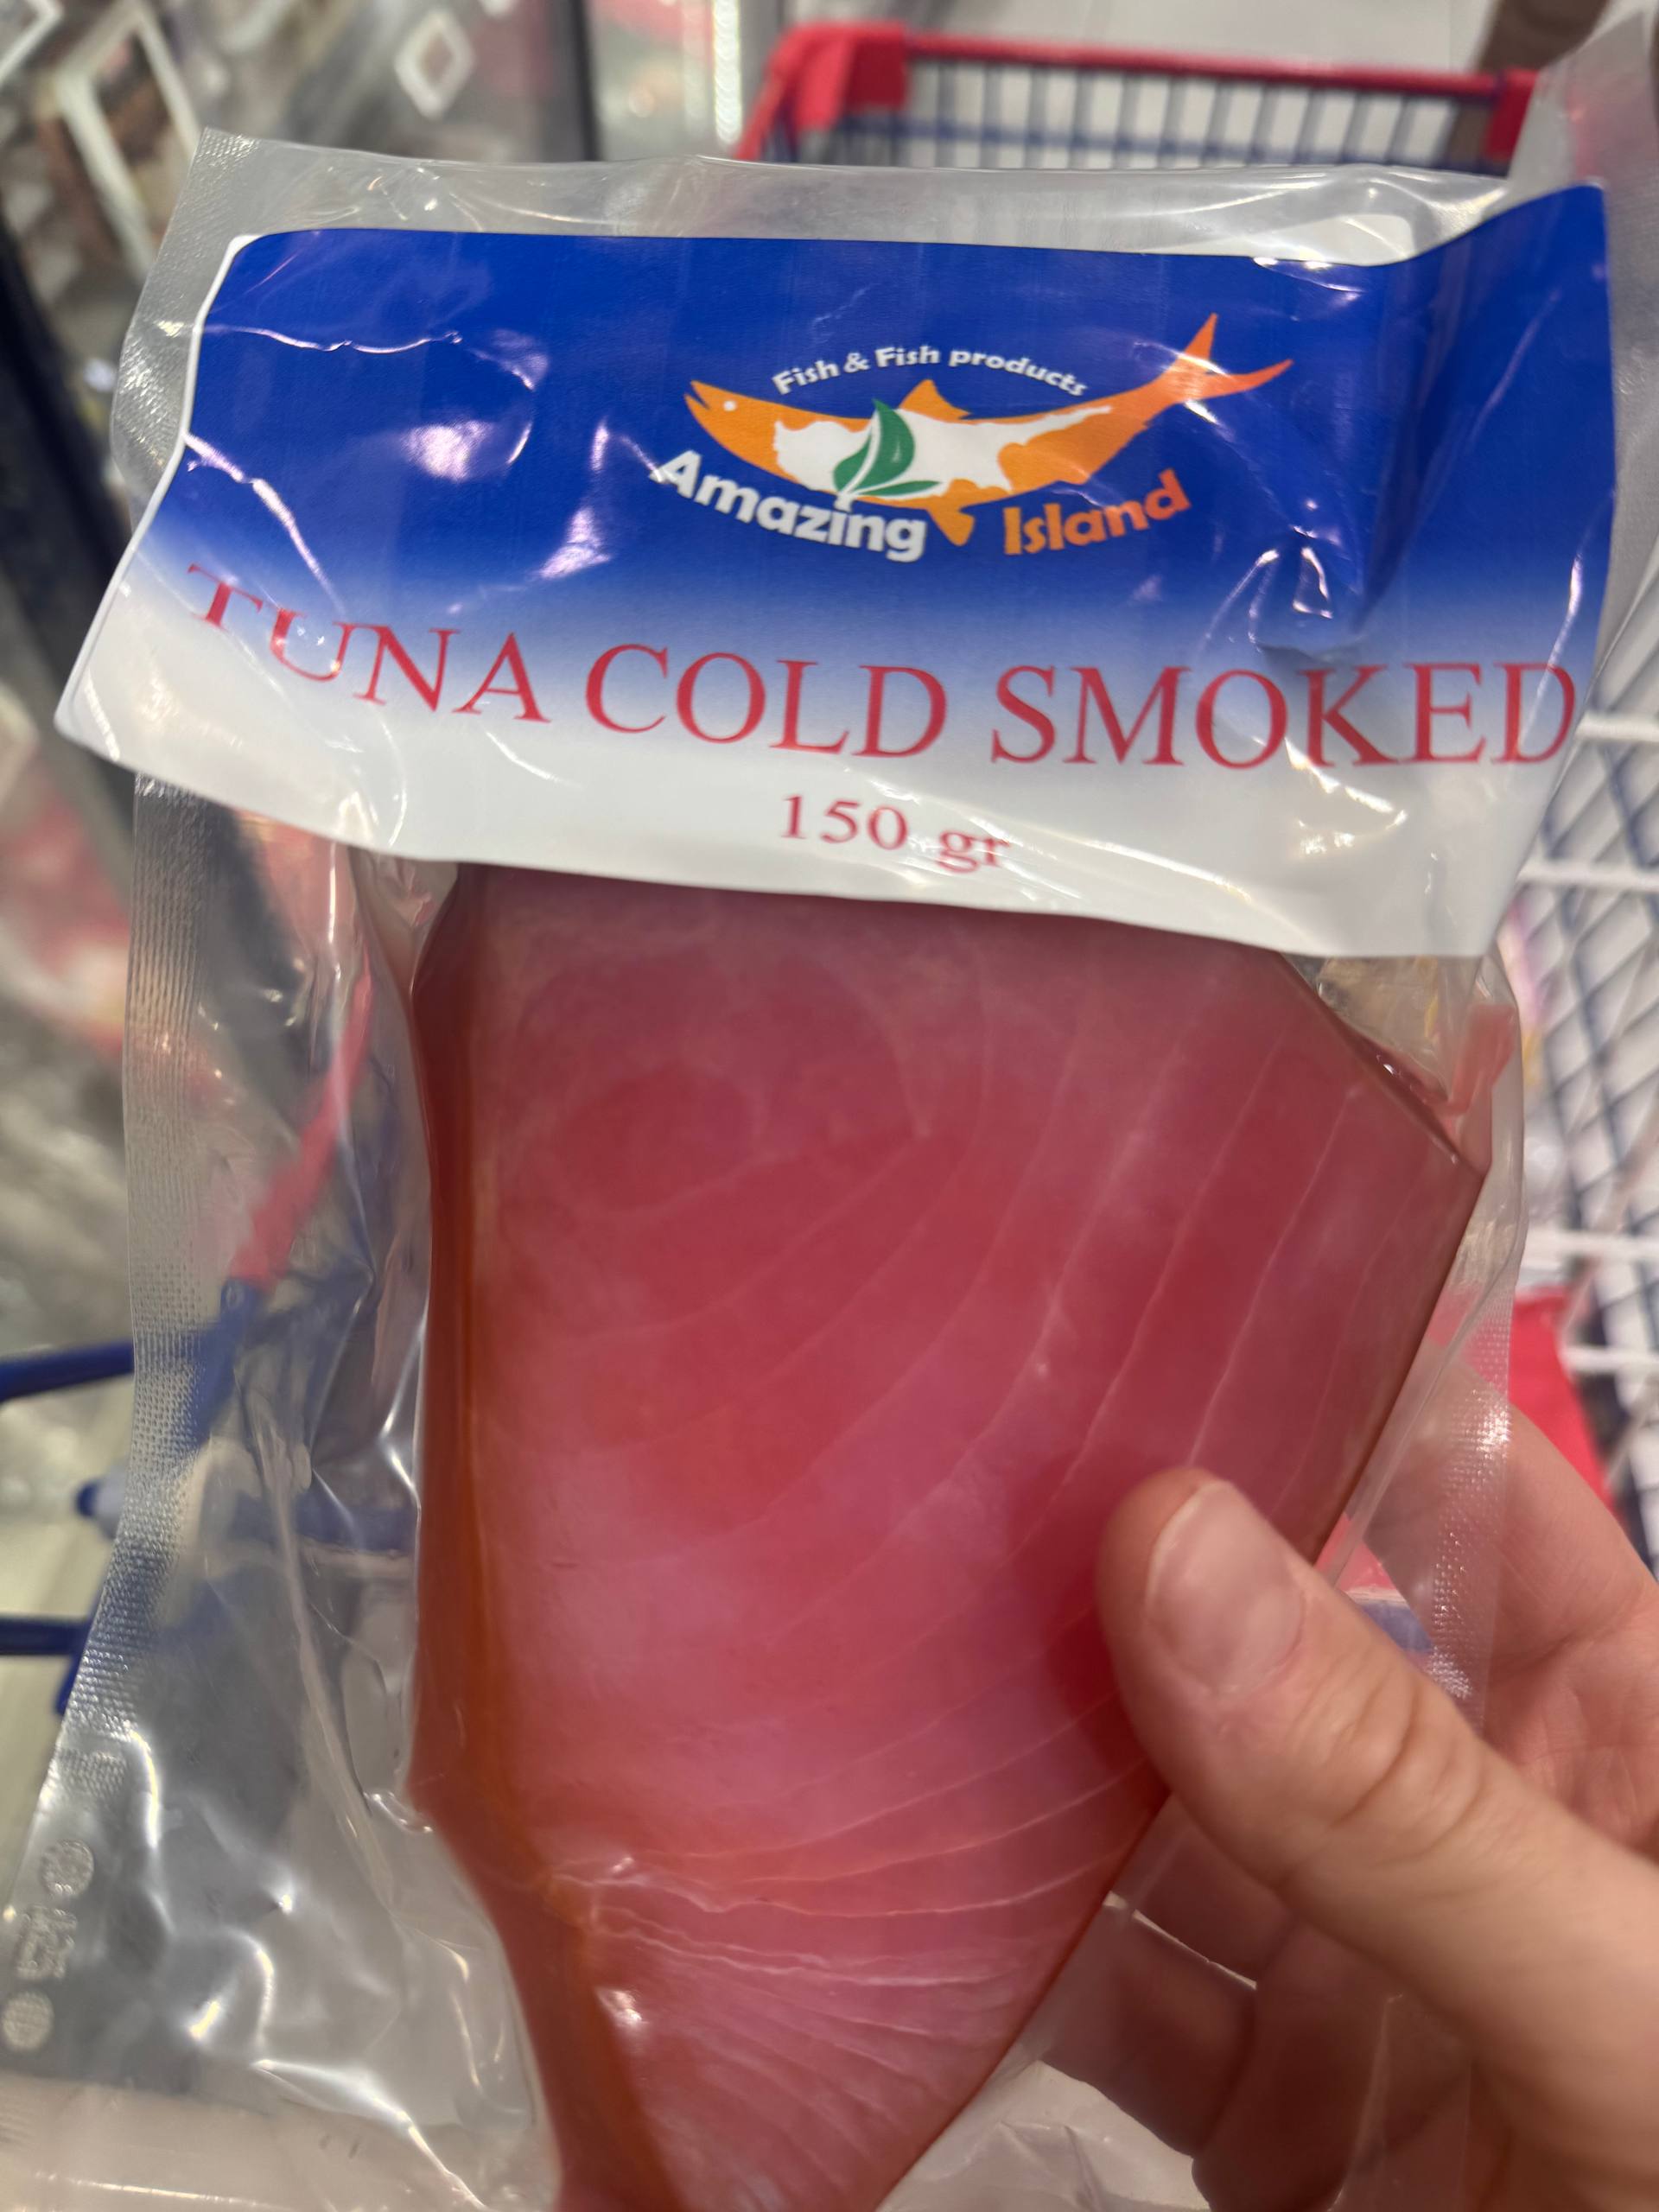 Fish & Fish products
Amazing Island
TUNA COLD SMOKED
150 gr